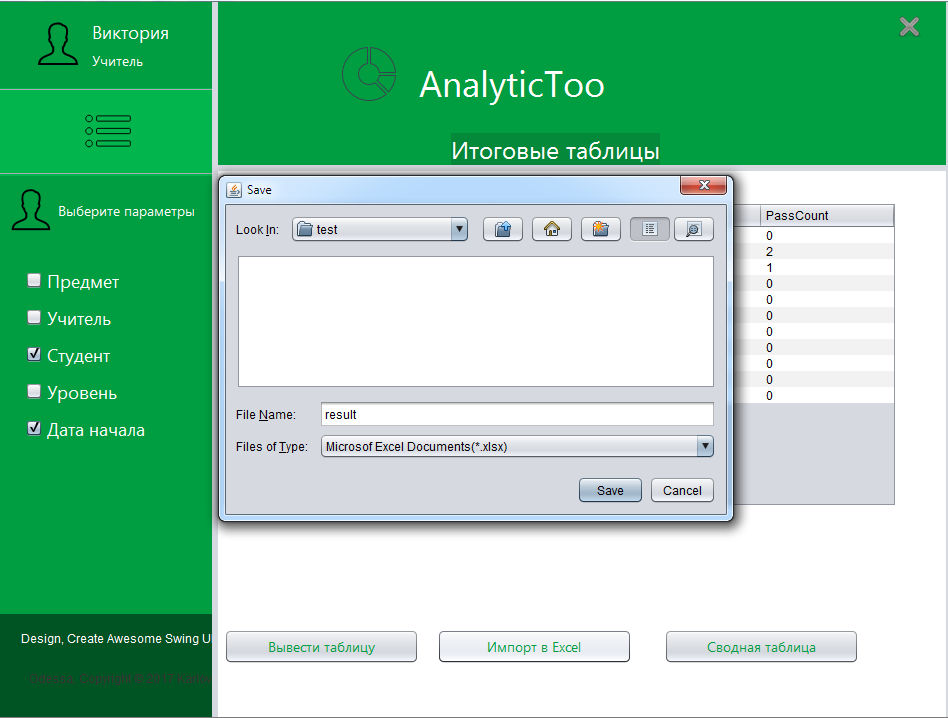 Виктория
Учитель
Выберите параметры
Предмет
Учитель
Студент
Уровень
Дата начала
Design, Create Awesome Swing U
AnalyticToo
Итоговые таблицы
Save
Look In:
test
File Name:
result
Files of Type:
Microsof Excel Documents(*.xlsx)
Save
Cancel
PassCount
0
2
1
0
0
0
0
0
0
0
0
Вывести таблицу
Импорт в Excel
Сводная таблица